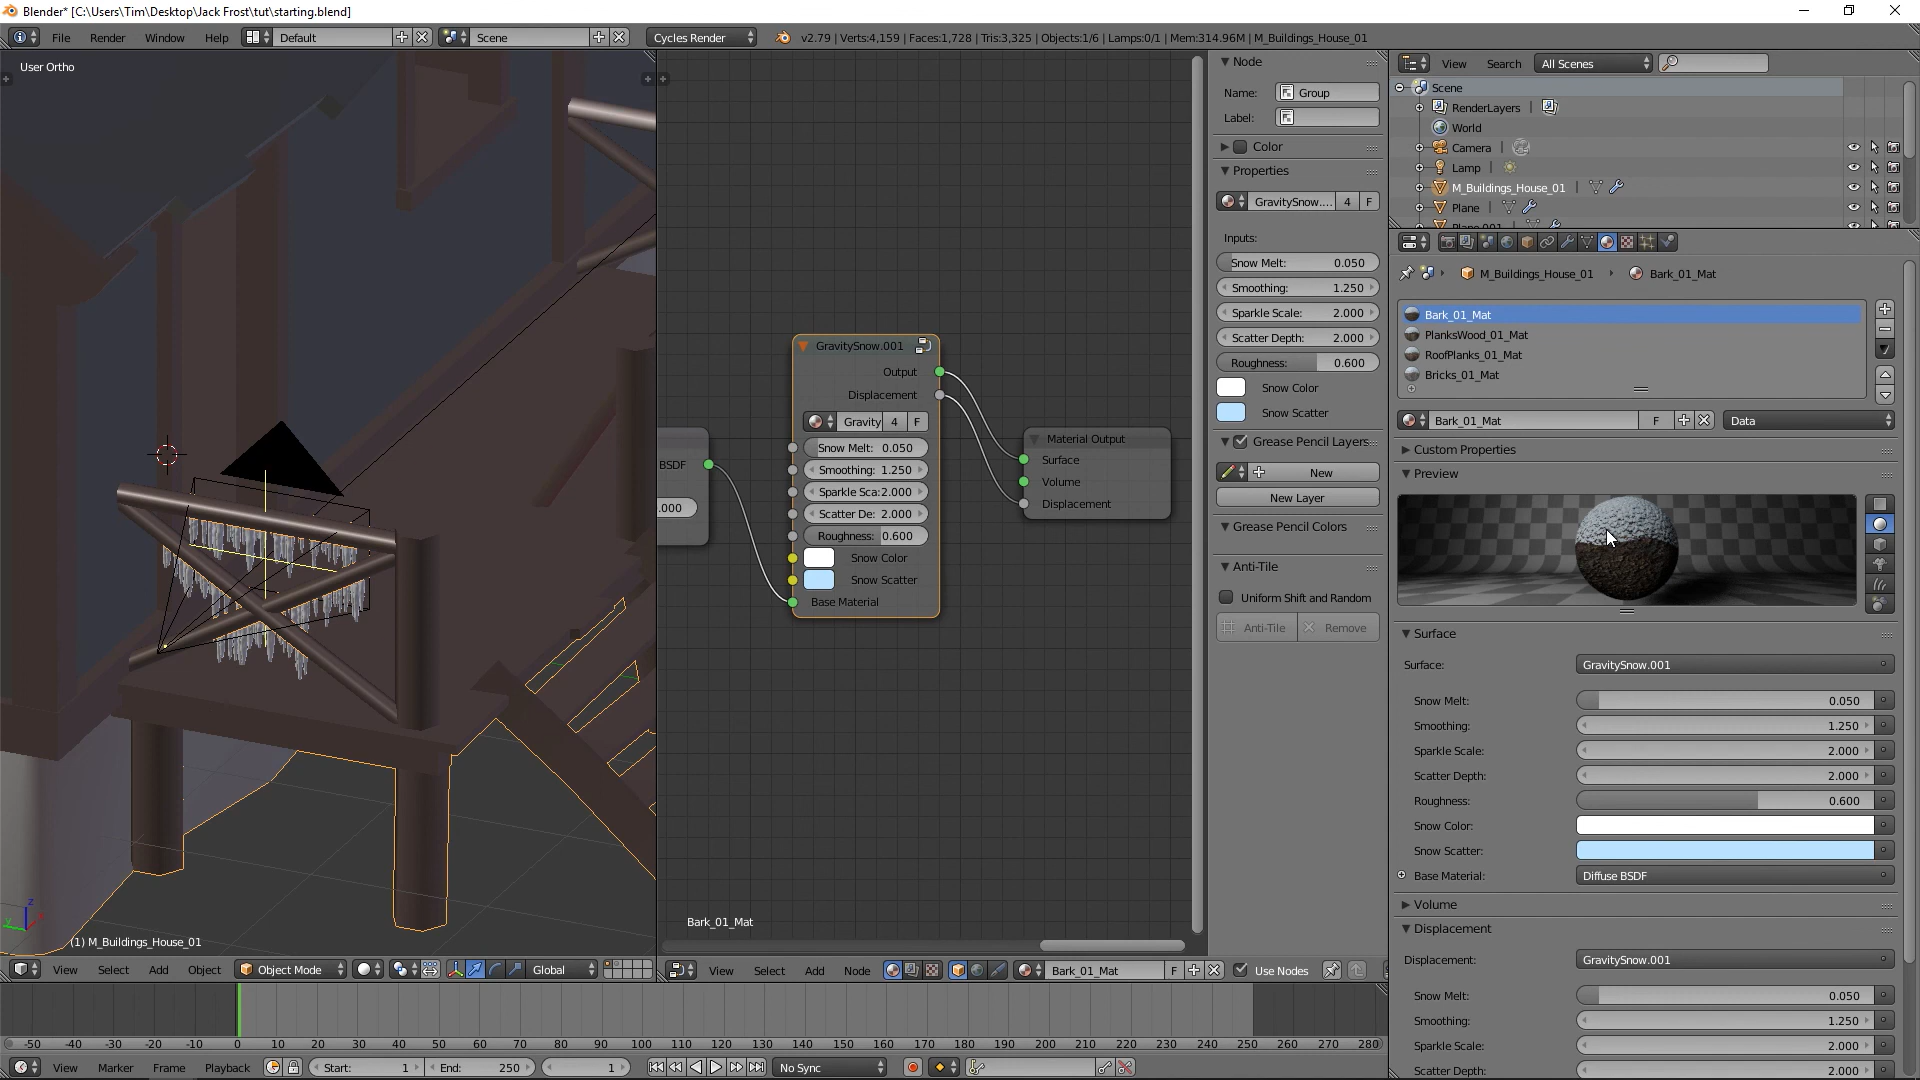 Blender* [C:\Users\Tim\Desktop\Jack Frost\tut\starting.blend]
File Render Window Help Default Scene Cycles Render v2.79 | Verts:4,159 | Faces:1,728 | Tris:3,325 | Objects:1/6 | Lamps:0/1 | Mem:314.96M | M_Buildings_House_01
User Ortho
(1) M_Buildings_House_01
View Select Add Object Object Mode Global
BSDF
.000
GravitySnow.001
Output
Displacement
Gravity 4 F
Snow Melt: 0.050
Smoothing: 1.250
Sparkle Sca:2.000
Scatter De: 2.000
Roughness: 0.600
Snow Color
Snow Scatter
Base Material
Material Output
Surface
Volume
Displacement
Bark_01_Mat
View Select Add Node Bark_01_Mat F Use Nodes
Node
Name: Group
Label:
Color
Properties
GravitySnow.... 4 F
Inputs:
Snow Melt: 0.050
Smoothing: 1.250
Sparkle Scale: 2.000
Scatter Depth: 2.000
Roughness: 0.600
Snow Color
Snow Scatter
Grease Pencil Layers
New
New Layer
Grease Pencil Colors
Anti-Tile
Uniform Shift and Random
Anti-Tile Remove
View Search All Scenes
Scene
RenderLayers
World
Camera
Lamp
M_Buildings_House_01
Plane
M_Buildings_House_01 Bark_01_Mat
Bark_01_Mat
PlanksWood_01_Mat
RoofPlanks_01_Mat
Bricks_01_Mat
Bark_01_Mat F Data
Custom Properties
Preview
Surface
Surface: GravitySnow.001
Snow Melt: 0.050
Smoothing: 1.250
Sparkle Scale: 2.000
Scatter Depth: 2.000
Roughness: 0.600
Snow Color:
Snow Scatter:
Base Material: Diffuse BSDF
Volume
Displacement
Displacement: GravitySnow.001
Snow Melt: 0.050
Smoothing: 1.250
Sparkle Scale: 2.000
Scatter Depth: 2.000
-50 -40 -30 -20 -10 0 10 20 30 40 50 60 70 80 90 100 110 120 130 140 150 160 170 180 190 200 210 220 230 240 250 260 270 280
View Marker Frame Playback Start: 1 End: 250 1 No Sync